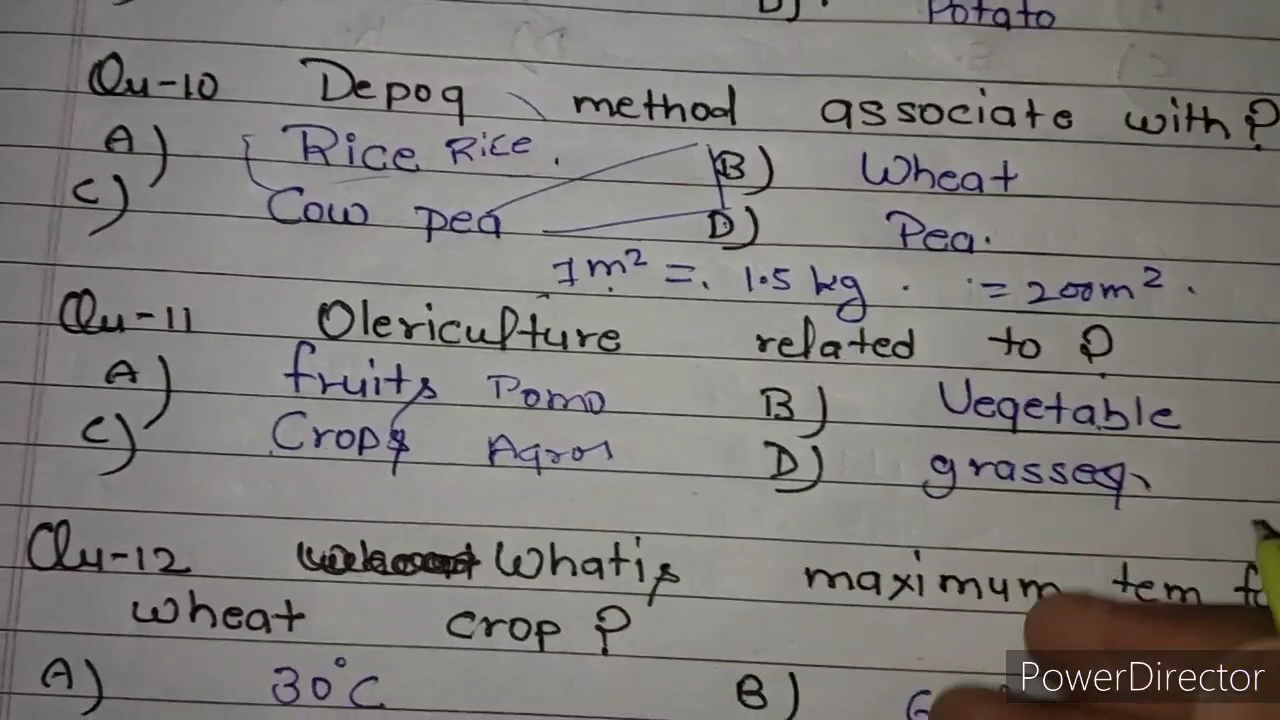 D). Potato
Qu-10 Depog method associate with?
A) Rice Rice. B) Wheat
C) Cow pea D) Pea.
1m² =. 1.5 kg. = 200m².
Qu-11 Olericulture related to ?
A) fruits Pomo B) Vegetable
C) Crops Agros D) grasses
Qu-12 What is maximum tem
wheat crop ?
A) 30°C B)
PowerDirector